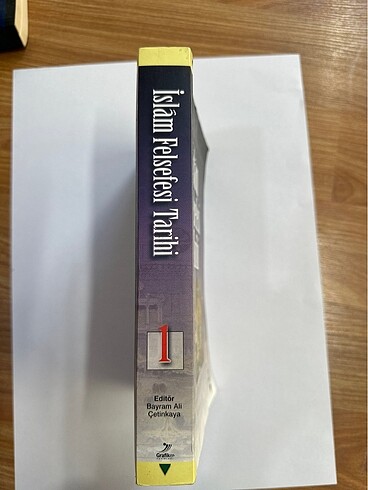 İslâm Felsefesi Tarihi
1
Editör
Bayram Ali
Çetinkaya
Grafiker